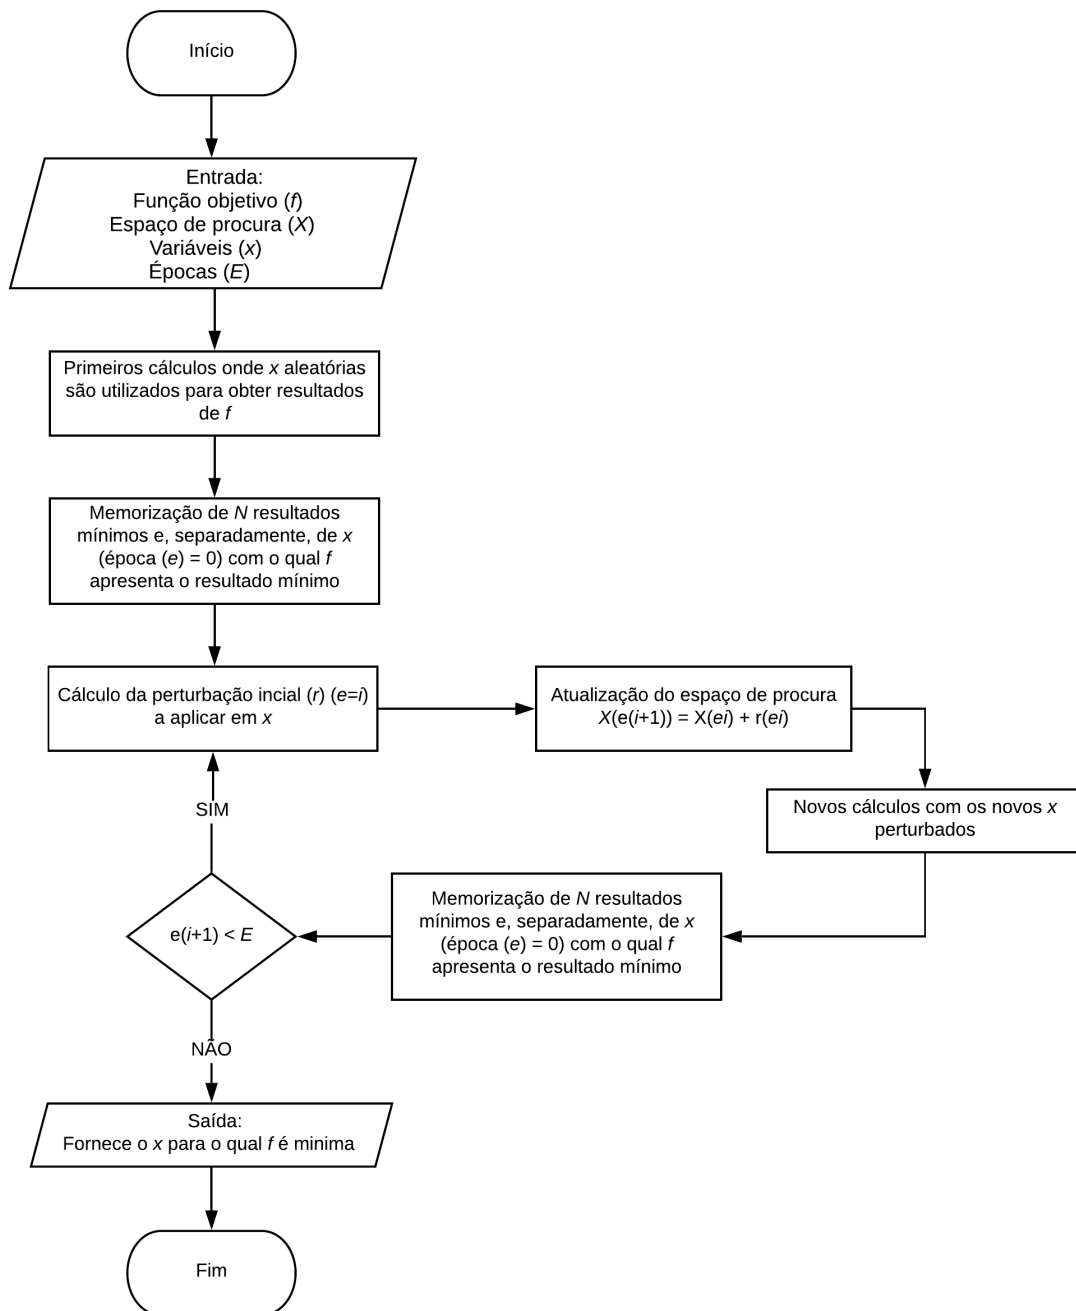 Início
Entrada:
Função objetivo (f)
Espaço de procura (X)
Variáveis (x)
Épocas (E)
Primeiros cálculos onde x aleatórias
são utilizados para obter resultados
de f
Memorização de N resultados
mínimos e, separadamente, de x
(época (e) = 0) com o qual f
apresenta o resultado mínimo
Cálculo da perturbação incial (r) (e=i)
a aplicar em x
Atualização do espaço de procura
X(e(i+1)) = X(ei) + r(ei)
Novos cálculos com os novos x
perturbados
Memorização de N resultados
mínimos e, separadamente, de x
(época (e) = 0) com o qual f
apresenta o resultado mínimo
e(i+1) < E
SIM
NÃO
Saída:
Fornece o x para o qual f é minima
Fim